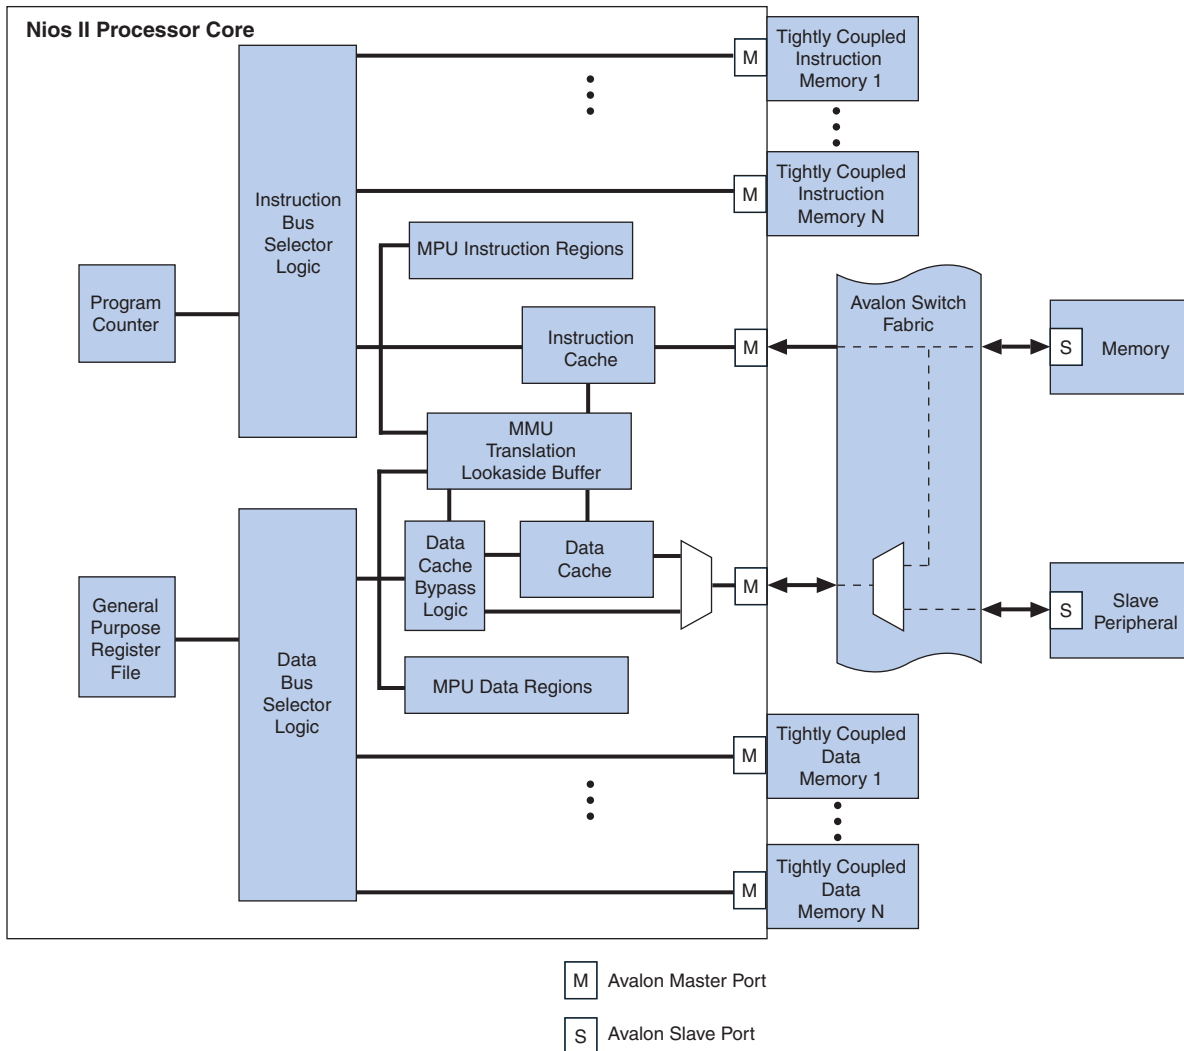 Nios II Processor Core
Tightly Coupled
Instruction
Memory 1
M
Tightly Coupled
Instruction
Memory N
M
Instruction
Bus
Selector
Logic
MPU Instruction Regions
Program
Counter
Instruction
Cache
M
Avalon Switch
Fabric
S
Memory
MMU
Translation
Lookaside Buffer
Data
Cache
Bypass
Logic
Data
Cache
M
General
Purpose
Register
File
S
Slave
Peripheral
Data
Bus
Selector
Logic
MPU Data Regions
M
Tightly Coupled
Data
Memory 1
M
Tightly Coupled
Data
Memory N
M Avalon Master Port
S Avalon Slave Port